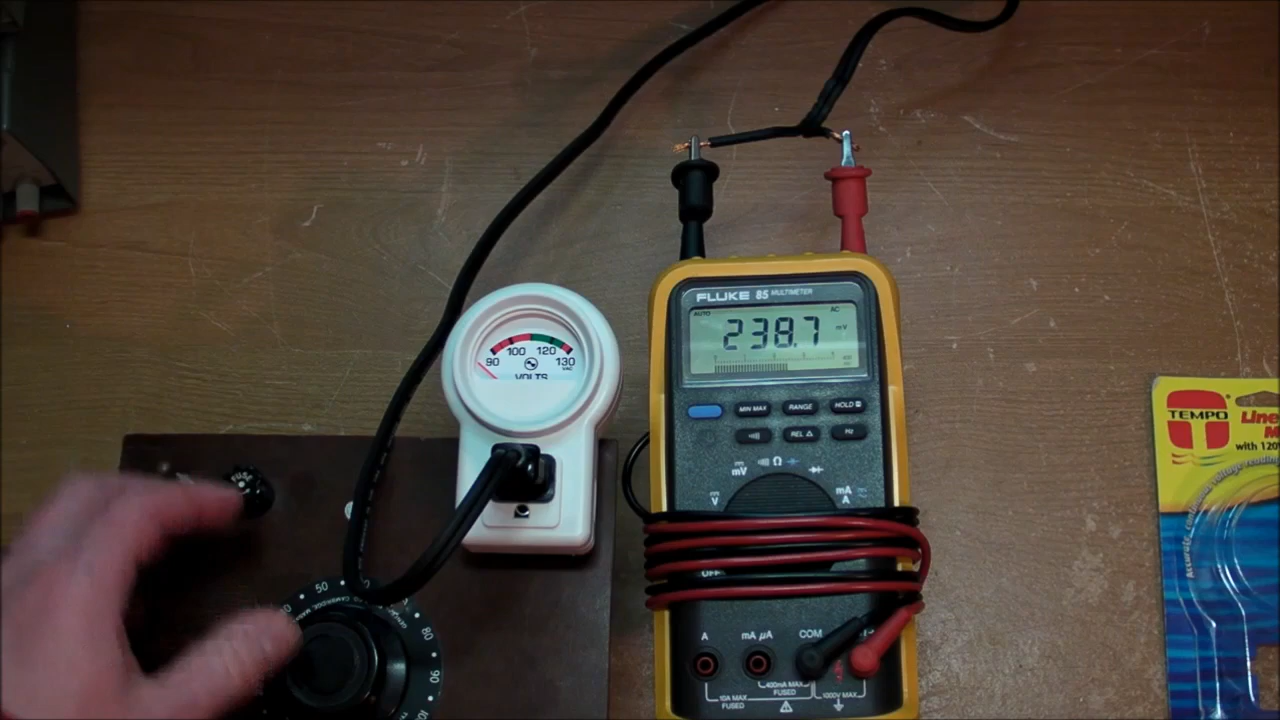 FLUKE 85 MULTIMETER
AUTO
AC
238.7 mV
100 120
90 130
VAC
VOLTS
MIN MAX
RANGE
HOLD
REL △
Hz
mV
Ω
V
mA
A
OFF
A
mA µA
COM
400mA MAX
FUSED
10A MAX
FUSED
1000V MAX
FUSE
50
80
90
TEMPO
Line
M
with 120